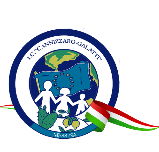 I.C. "CANNIZZARO-GALATTI"
MESSINA